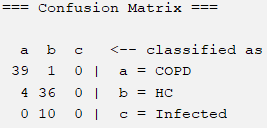 === Confusion Matrix ===
a b c <-- classified as
39 1 0 | a = COPD
4 36 0 | b = HC
0 10 0 | c = Infected